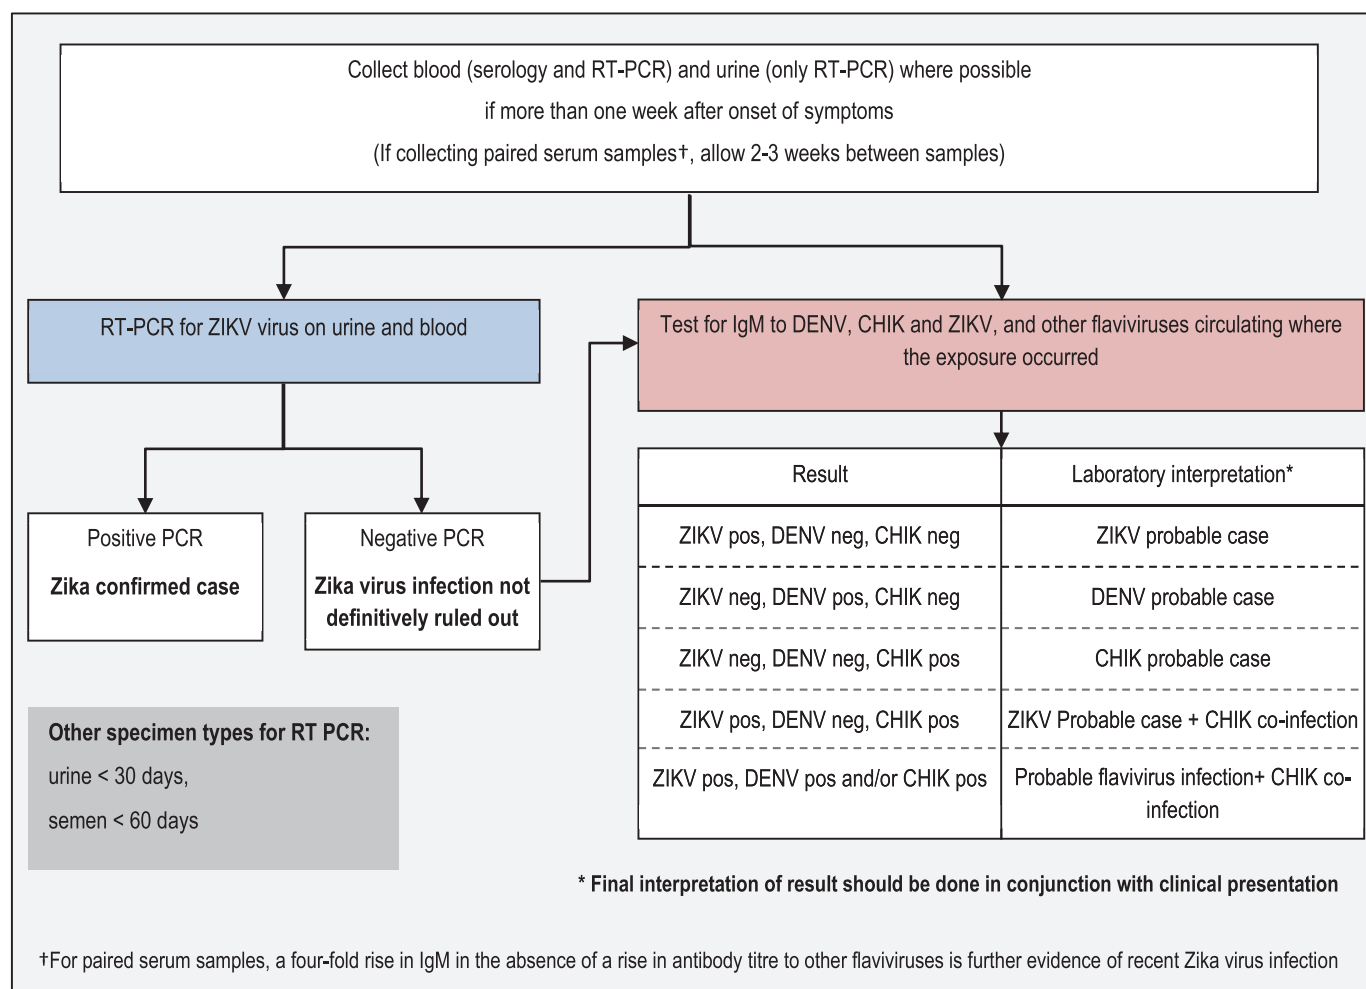 Collect blood (serology and RT-PCR) and urine (only RT-PCR) where possible
if more than one week after onset of symptoms
(If collecting paired serum samples†, allow 2-3 weeks between samples)
RT-PCR for ZIKV virus on urine and blood
Test for IgM to DENV, CHIK and ZIKV, and other flaviviruses circulating where
the exposure occurred
Positive PCR
Zika confirmed case
Negative PCR
Zika virus infection not
definitively ruled out
Result
Laboratory interpretation*
ZIKV pos, DENV neg, CHIK neg
ZIKV probable case
ZIKV neg, DENV pos, CHIK neg
DENV probable case
ZIKV neg, DENV neg, CHIK pos
CHIK probable case
ZIKV pos, DENV neg, CHIK pos
ZIKV Probable case + CHIK co-infection
ZIKV pos, DENV pos and/or CHIK pos
Probable flavivirus infection+ CHIK co-
infection
Other specimen types for RT PCR:
urine < 30 days,
semen < 60 days
* Final interpretation of result should be done in conjunction with clinical presentation
†For paired serum samples, a four-fold rise in IgM in the absence of a rise in antibody titre to other flaviviruses is further evidence of recent Zika virus infection